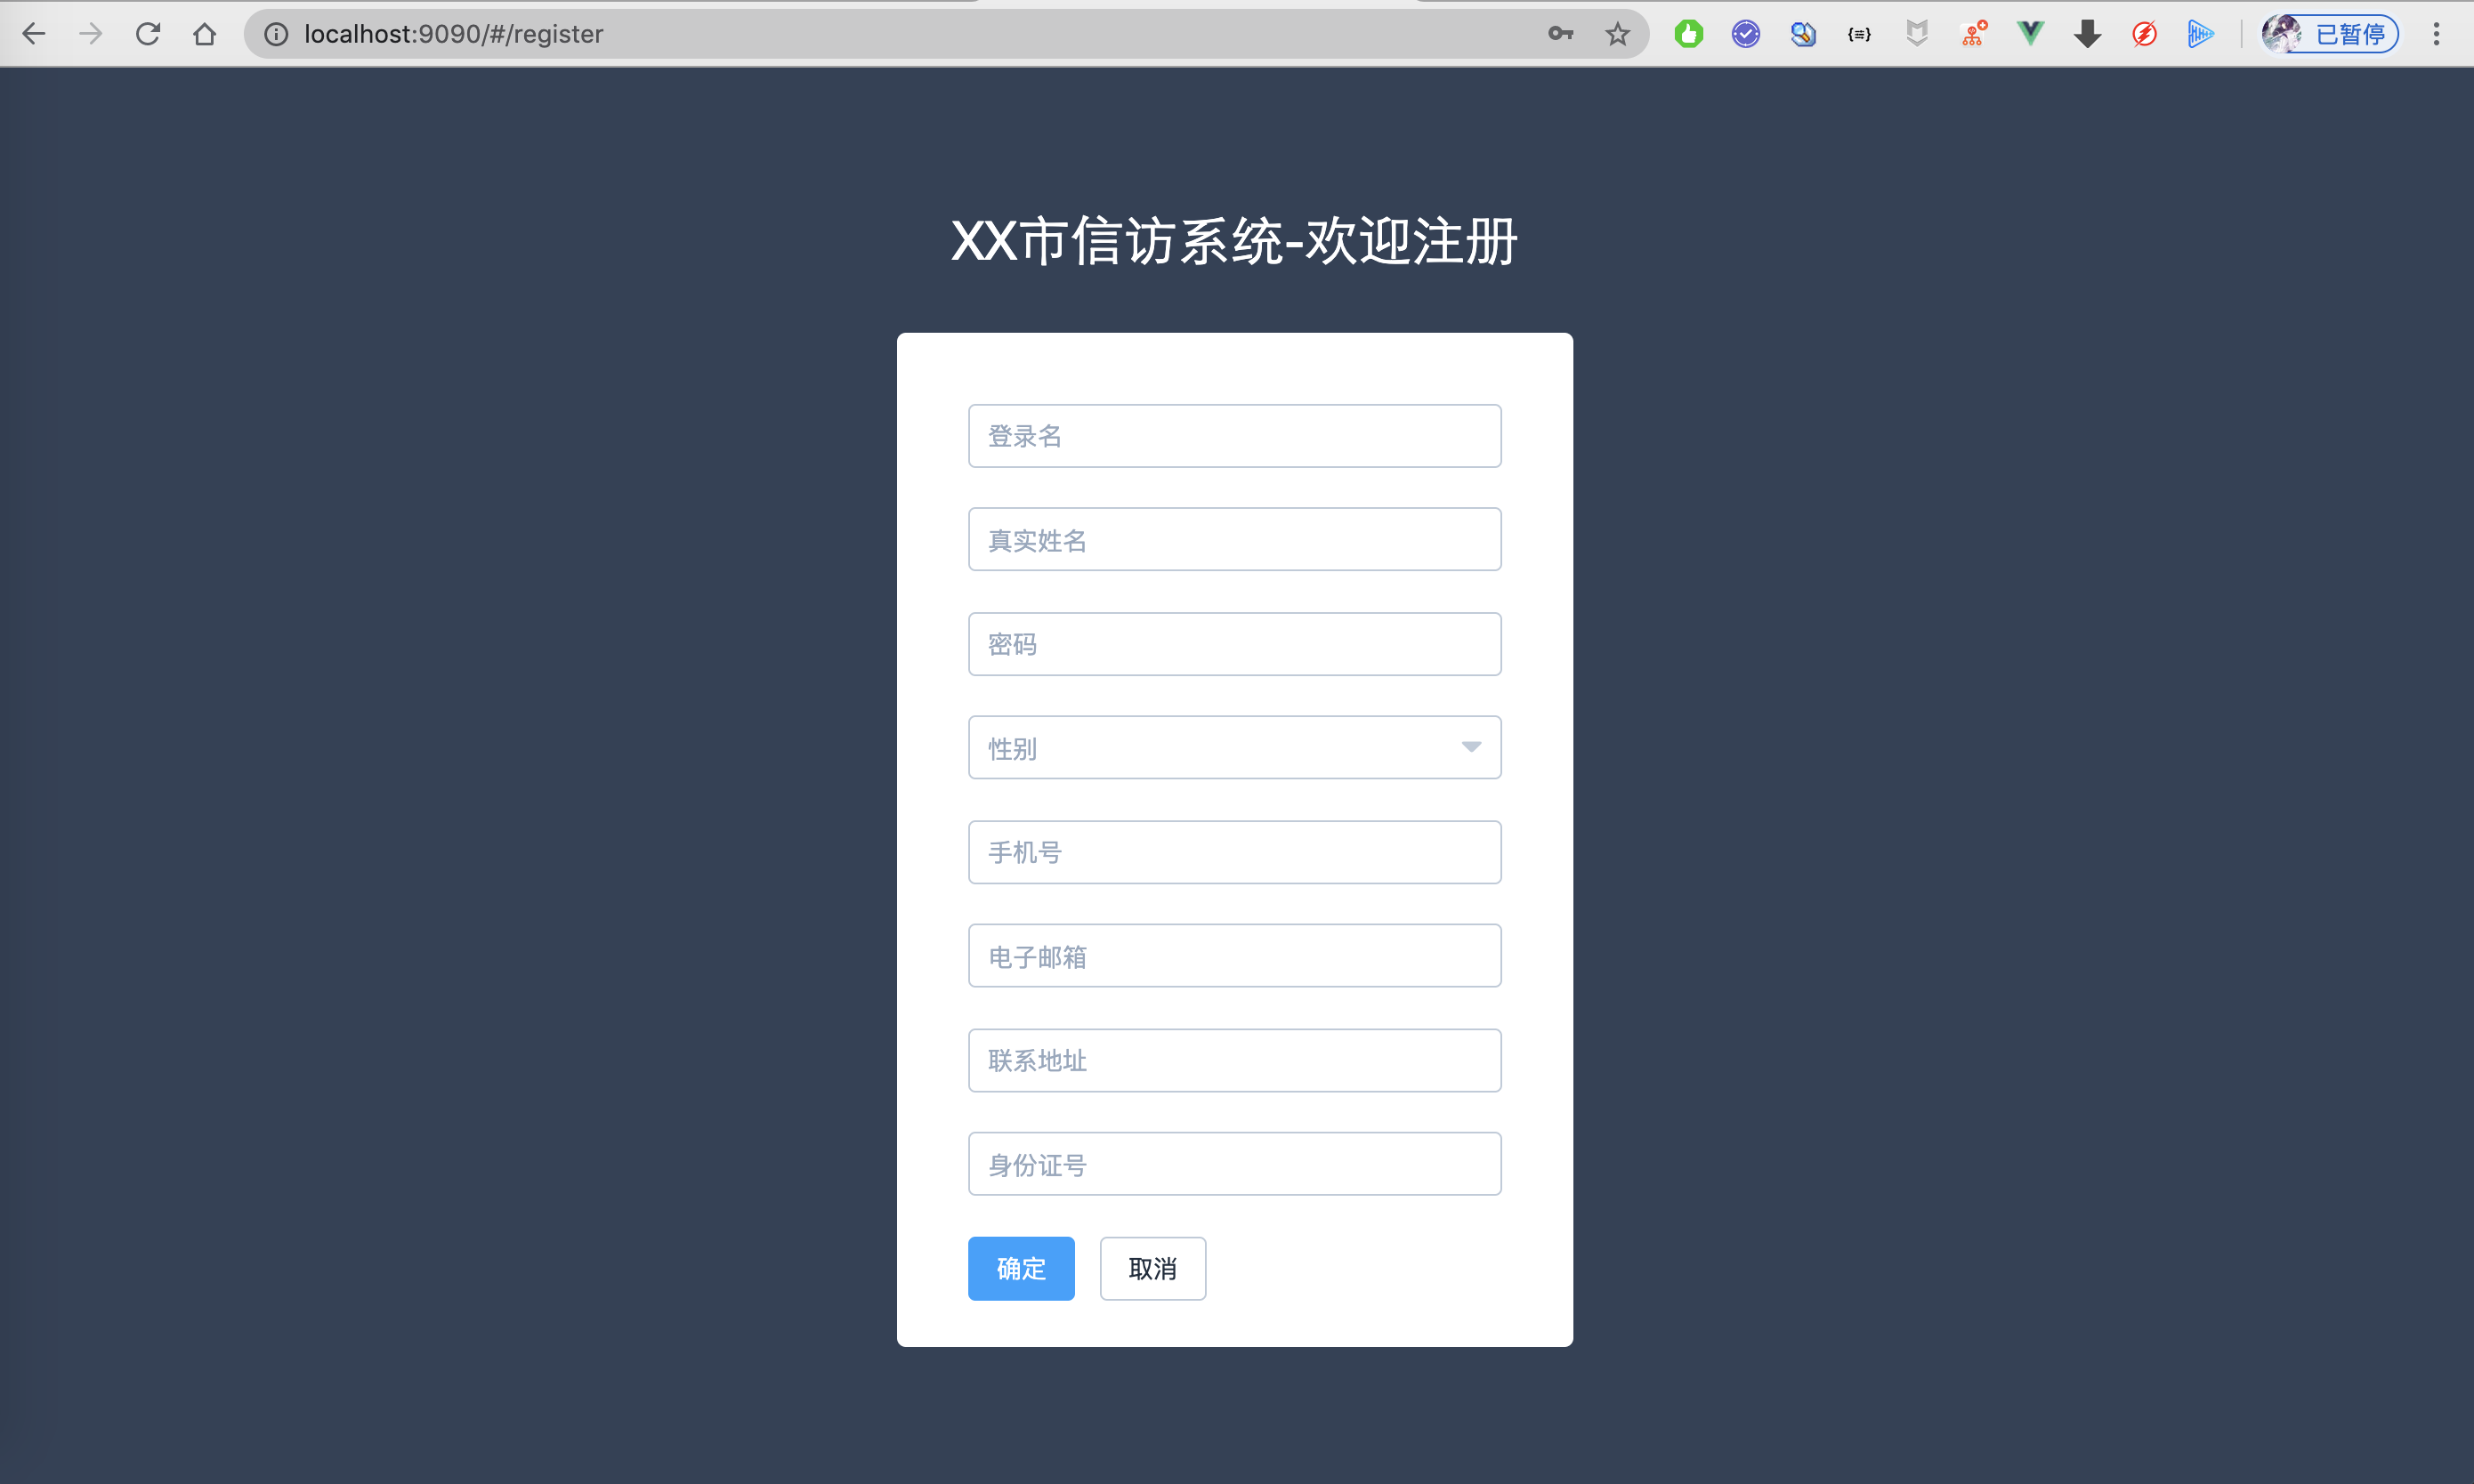 localhost:9090/#/register
已暂停
XX市信访系统-欢迎注册
登录名
真实姓名
密码
性别
手机号
电子邮箱
联系地址
身份证号
确定 取消